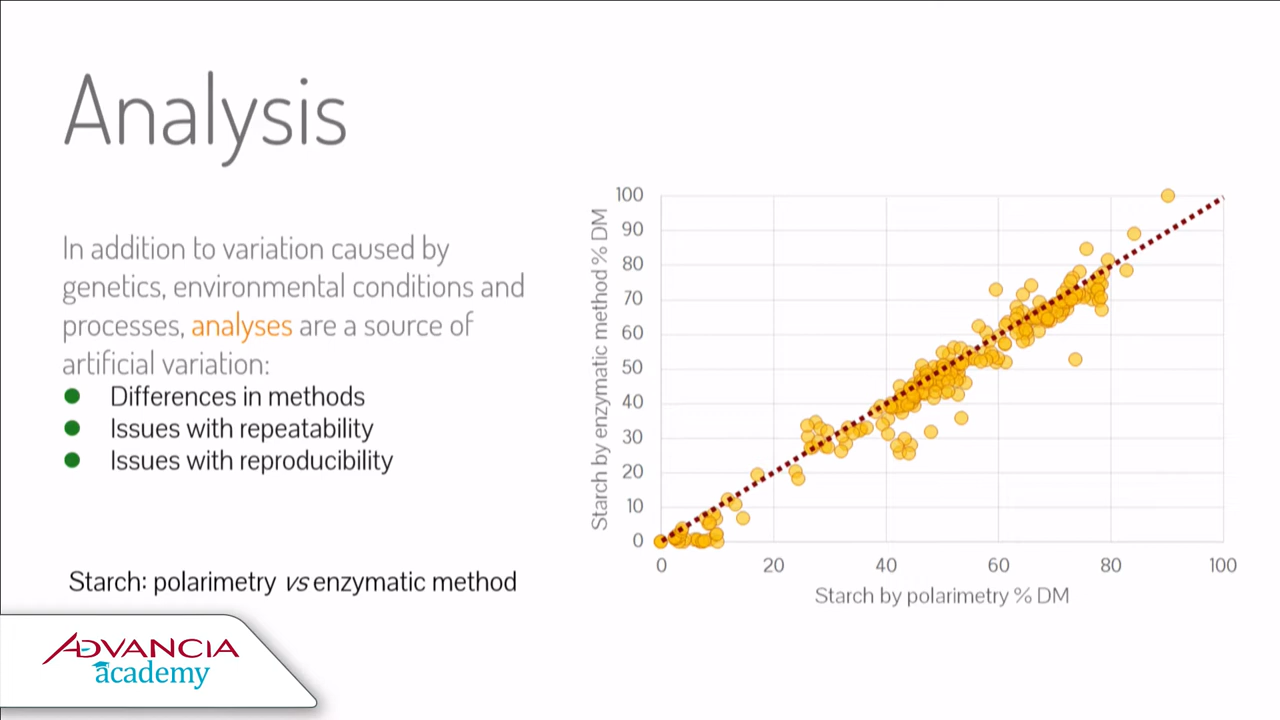 Analysis
In addition to variation caused by
genetics, environmental conditions and
processes, analyses are a source of
artificial variation:
Differences in methods
Issues with repeatability
Issues with reproducibility
Starch: polarimetry vs enzymatic method
ADVANCIA
academy
Starch by enzymatic method % DM
100
90
80
70
60
50
40
30
20
10
0
0 20 40 60 80 100
Starch by polarimetry % DM